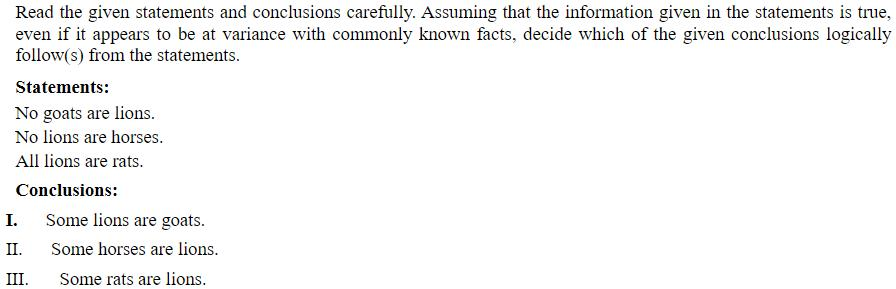 Read the given statements and conclusions carefully. Assuming that the information given in the statements is true,
even if it appears to be at variance with commonly known facts, decide which of the given conclusions logically
follow(s) from the statements.
Statements:
No goats are lions.
No lions are horses.
All lions are rats.
Conclusions:
I. Some lions are goats.
II. Some horses are lions.
III. Some rats are lions.